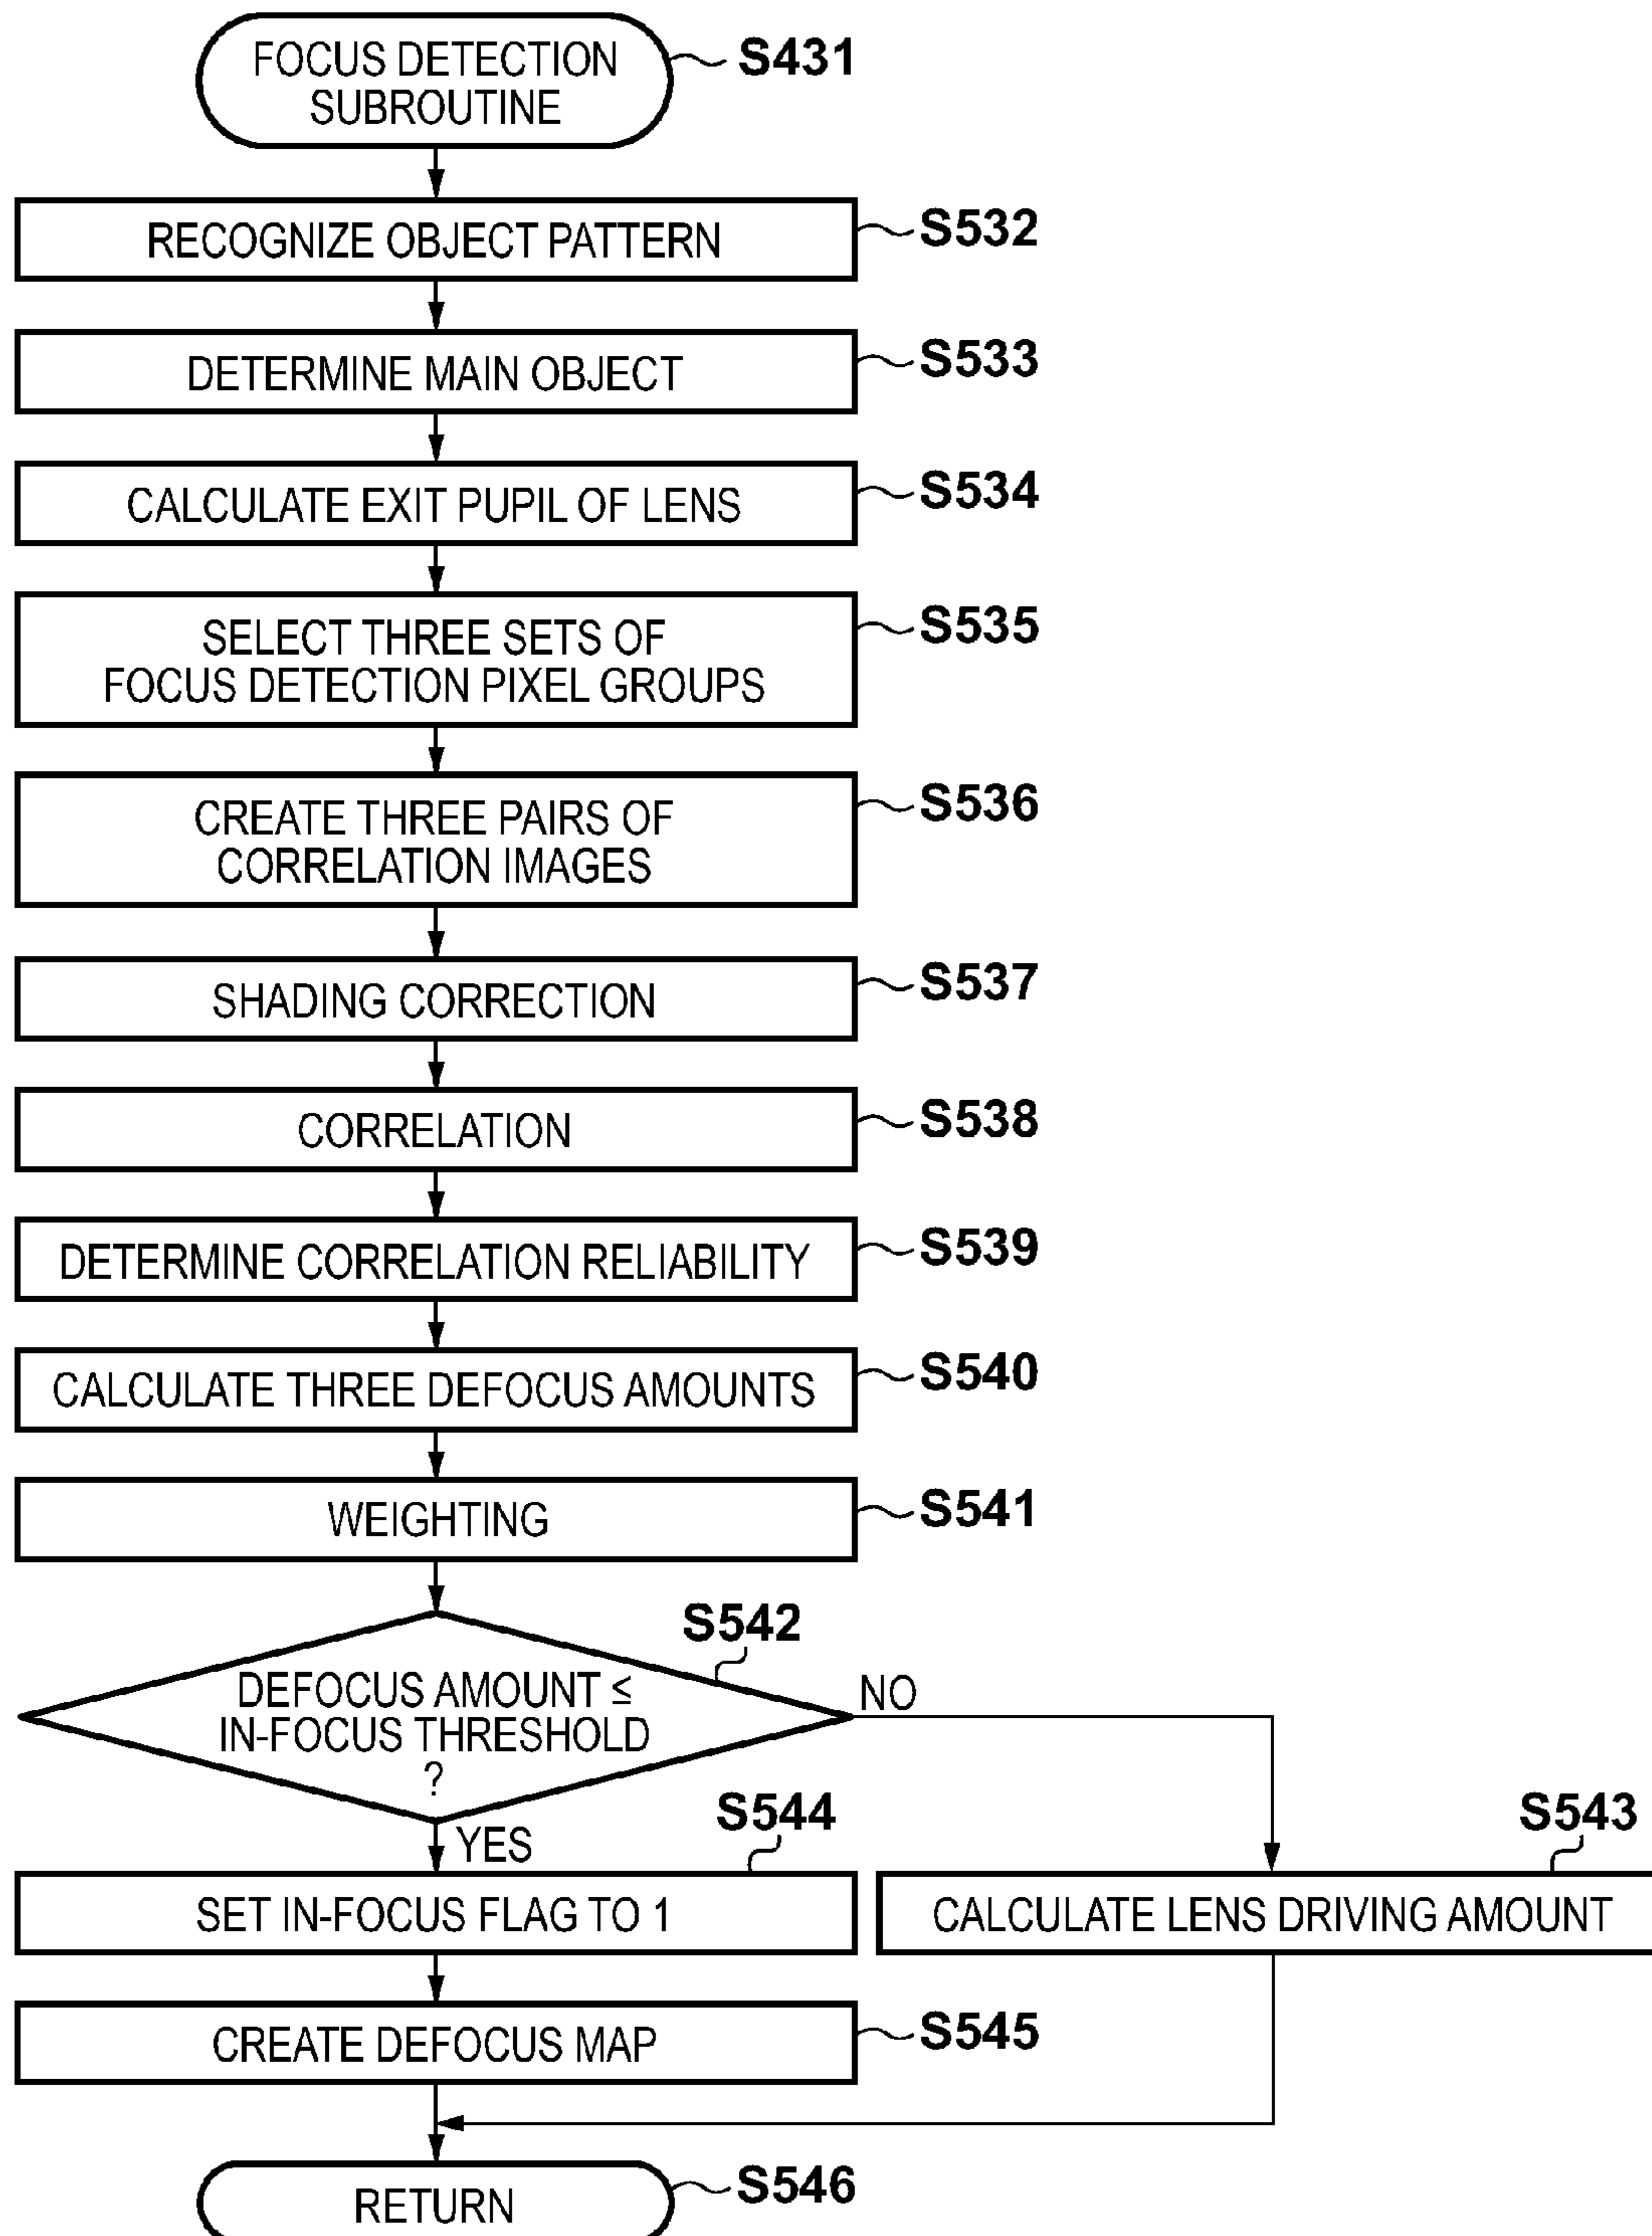 FOCUS DETECTION
SUBROUTINE
S431
RECOGNIZE OBJECT PATTERN
S532
DETERMINE MAIN OBJECT
S533
CALCULATE EXIT PUPIL OF LENS
S534
SELECT THREE SETS OF
FOCUS DETECTION PIXEL GROUPS
S535
CREATE THREE PAIRS OF
CORRELATION IMAGES
S536
SHADING CORRECTION
S537
CORRELATION
S538
DETERMINE CORRELATION RELIABILITY
S539
CALCULATE THREE DEFOCUS AMOUNTS
S540
WEIGHTING
S541
S542
DEFOCUS AMOUNT ≤
IN-FOCUS THRESHOLD
?
NO
YES
S544
SET IN-FOCUS FLAG TO 1
S543
CALCULATE LENS DRIVING AMOUNT
CREATE DEFOCUS MAP
S545
RETURN
S546